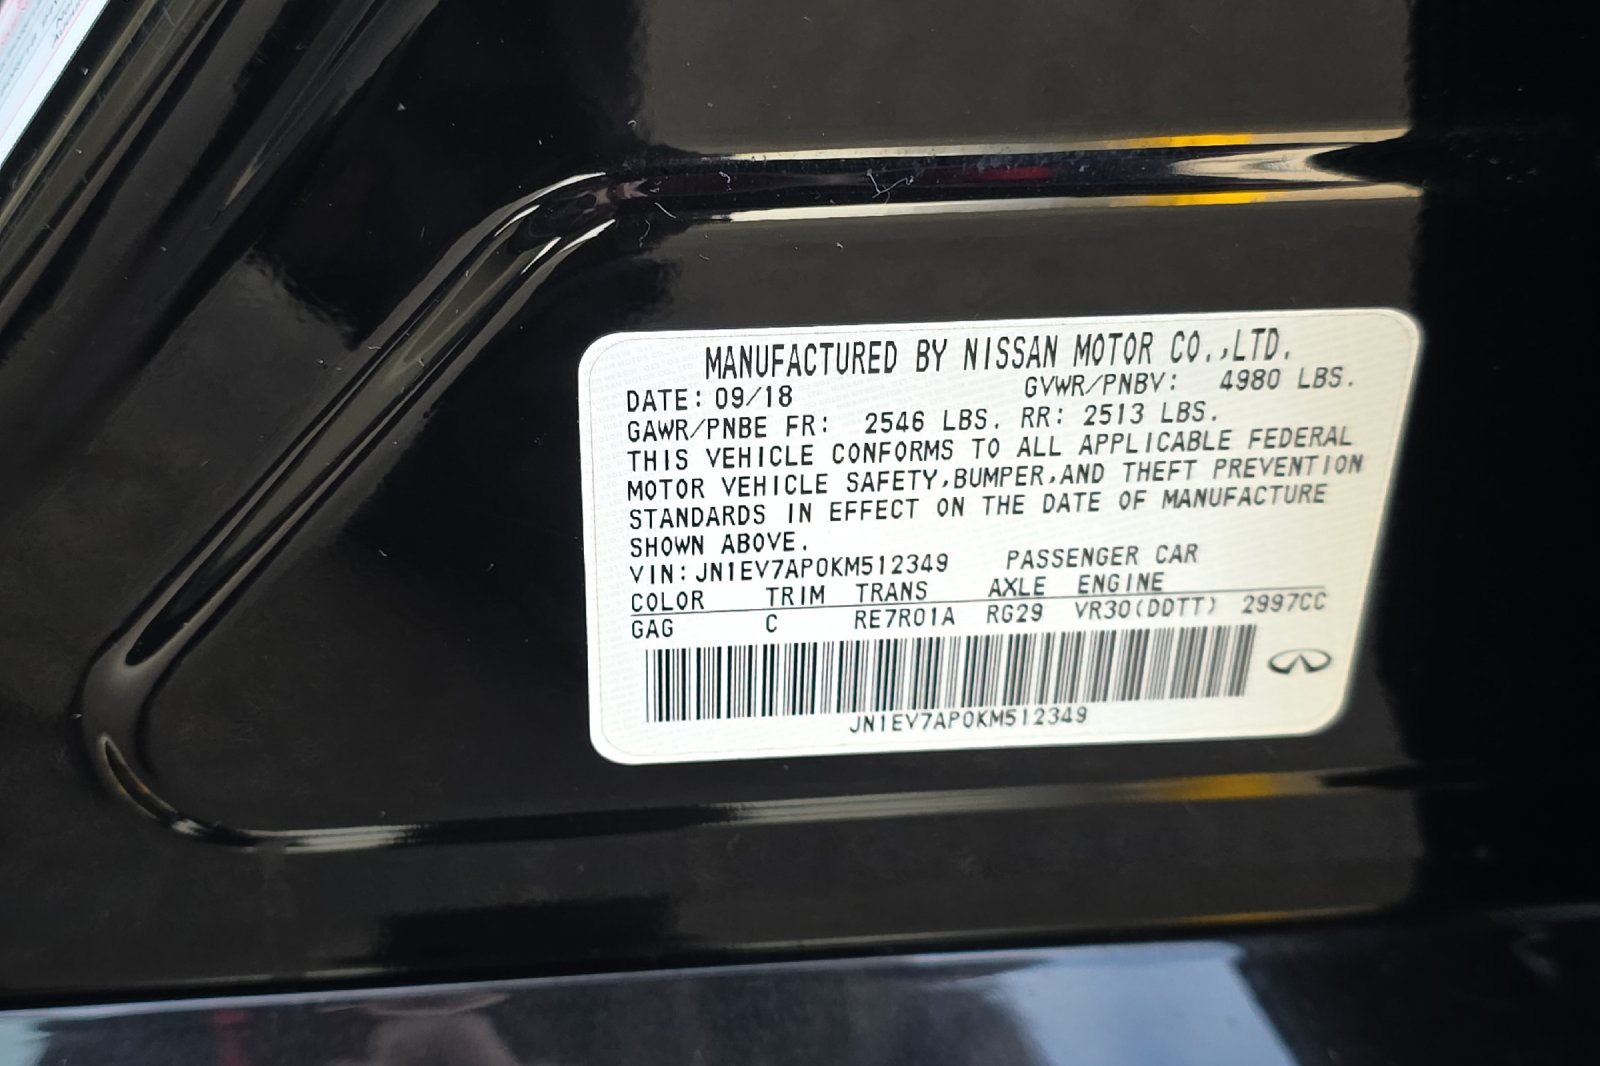 MANUFACTURED BY NISSAN MOTOR CO.,LTD.
DATE: 09/18 GVWR/PNBV: 4980 LBS.
GAWR/PNBE FR: 2546 LBS. RR: 2513 LBS.
THIS VEHICLE CONFORMS TO ALL APPLICABLE FEDERAL
MOTOR VEHICLE SAFETY,BUMPER,AND THEFT PREVENTION
STANDARDS IN EFFECT ON THE DATE OF MANUFACTURE
SHOWN ABOVE.
VIN: JN1EV7AP0KM512349 PASSENGER CAR
COLOR TRIM TRANS AXLE ENGINE
GAG C RE7R01A RG29 VR30(DDTT) 2997CC
JN1EV7AP0KM512349